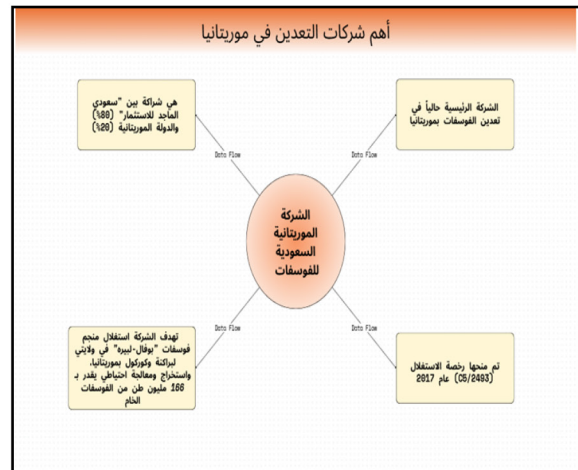 أهم شركات التعدين في موريتانيا
الشركة الرئيسية حالياً في
تعدين الفوسفات بموريتانيا
هي شراكة بين "سعودي
الماجد للاستثمار" (80%)
والدولة الموريتانية (20%)
Data Flow
Data Flow
الشركة
الموريتانية
السعودية
للفوسفات
Data Flow
Data Flow
تم منحها رخصة الاستغلال
(C5/2493) عام 2017
تهدف الشركة استغلال منجم
فوسفات "بوفال-لبيره" في ولايتي
لبراكنة وكوركول بموريتانيا،
واستخراج ومعالجة احتياطي يقدر بـ
166 مليون طن من الفوسفات
الخام